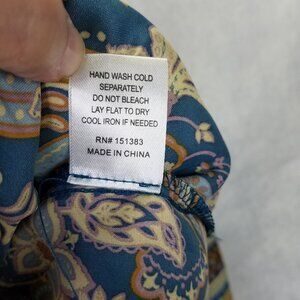 HAND WASH COLD
SEPARATELY
DO NOT BLEACH
LAY FLAT TO DRY
COOL IRON IF NEEDED
RN# 151383
MADE IN CHINA